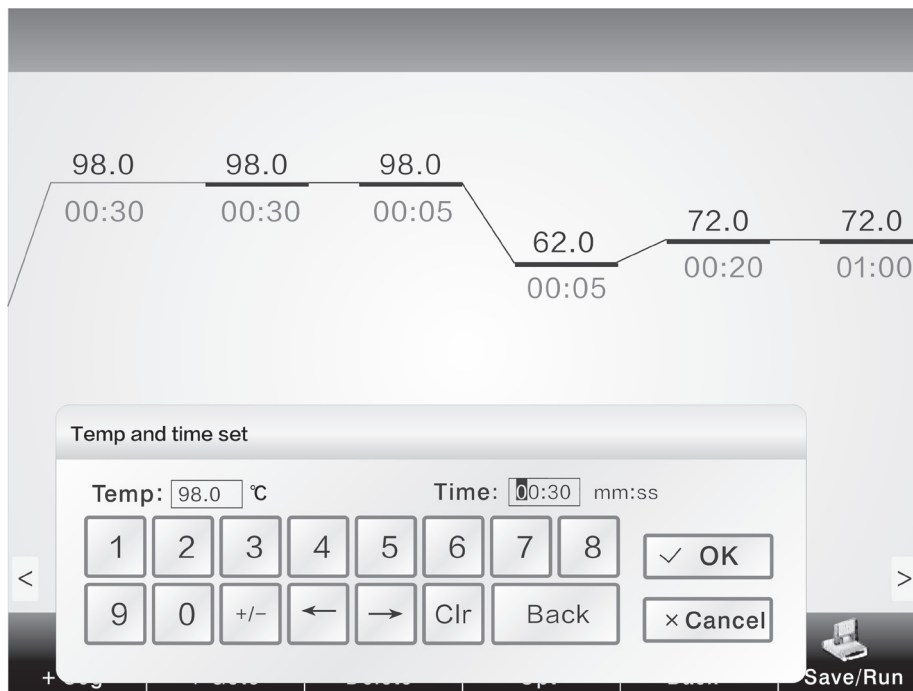 98.0 98.0 98.0
00:30 00:30 00:05
72.0 72.0
62.0
00:20 01:00
00:05
Temp and time set
Temp: 98.0 ℃ Time: 00:30 mm:ss
1 2 3 4 5 6 7 8
✓ OK
9 0 +/− ← → Clr Back
× Cancel
< >
Save/Run